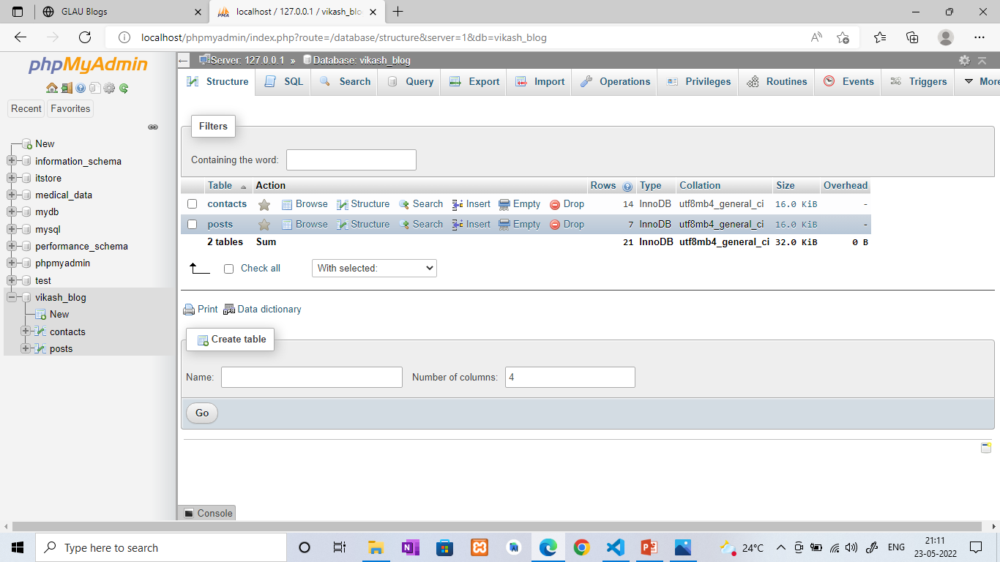 GLAU Blogs
localhost / 127.0.0.1 / vikash_blo
localhost/phpmyadmin/index.php?route=/database/structure&server=1&db=vikash_blog
phpMyAdmin
Recent Favorites
New
information_schema
itstore
medical_data
mydb
mysql
performance_schema
phpmyadmin
test
vikash_blog
New
contacts
posts
Server: 127.0.0.1 » Database: vikash_blog
Structure SQL Search Query Export Import Operations Privileges Routines Events Triggers More
Filters
Containing the word:
Table Action Rows Type Collation Size Overhead
contacts Browse Structure Search Insert Empty Drop 14 InnoDB utf8mb4_general_ci 16.0 KiB -
posts Browse Structure Search Insert Empty Drop 7 InnoDB utf8mb4_general_ci 16.0 KiB -
2 tables Sum 21 InnoDB utf8mb4_general_ci 32.0 KiB 0 B
Check all With selected:
Print Data dictionary
Create table
Name: Number of columns: 4
Go
Console
Type here to search 24°C ENG 21:11
23-05-2022